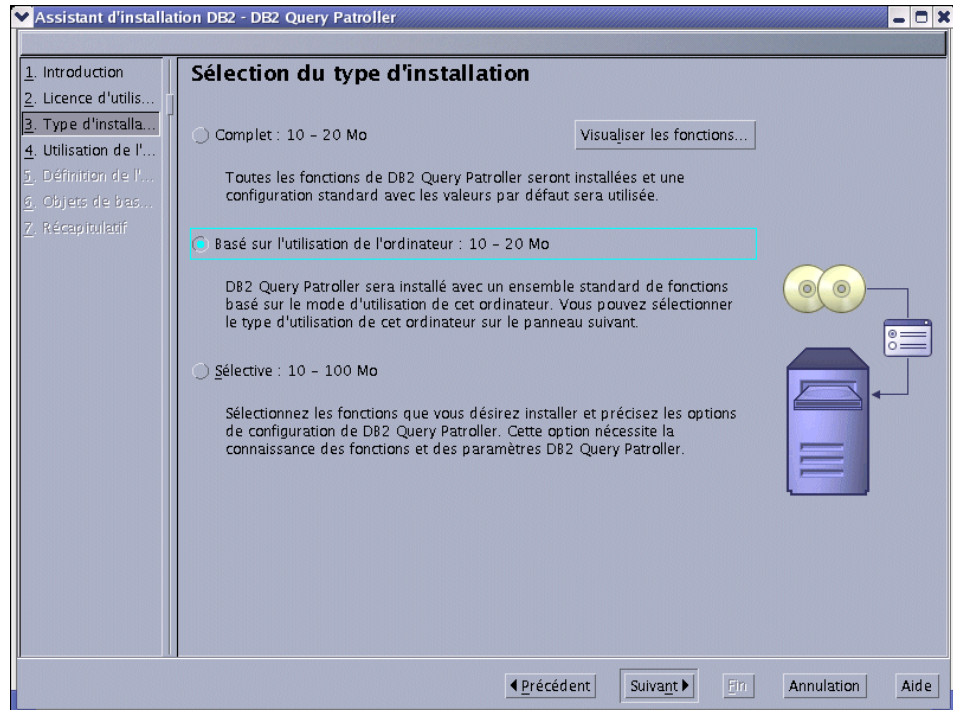 Assistant d'installation DB2 - DB2 Query Patroller
1. Introduction
2. Licence d'utilis...
3. Type d'installa...
4. Utilisation de l'...
5. Définition de l'...
6. Objets de bas...
7. Récapitulatif
Sélection du type d'installation
Complet : 10 – 20 Mo
Visualiser les fonctions...
Toutes les fonctions de DB2 Query Patroller seront installées et une
configuration standard avec les valeurs par défaut sera utilisée.
Basé sur l'utilisation de l'ordinateur : 10 – 20 Mo
DB2 Query Patroller sera installé avec un ensemble standard de fonctions
basé sur le mode d'utilisation de cet ordinateur. Vous pouvez sélectionner
le type d'utilisation de cet ordinateur sur le panneau suivant.
Sélective : 10 – 100 Mo
Sélectionnez les fonctions que vous désirez installer et précisez les options
de configuration de DB2 Query Patroller. Cette option nécessite la
connaissance des fonctions et des paramètres DB2 Query Patroller.
Précédent
Suivant
Fin
Annulation
Aide